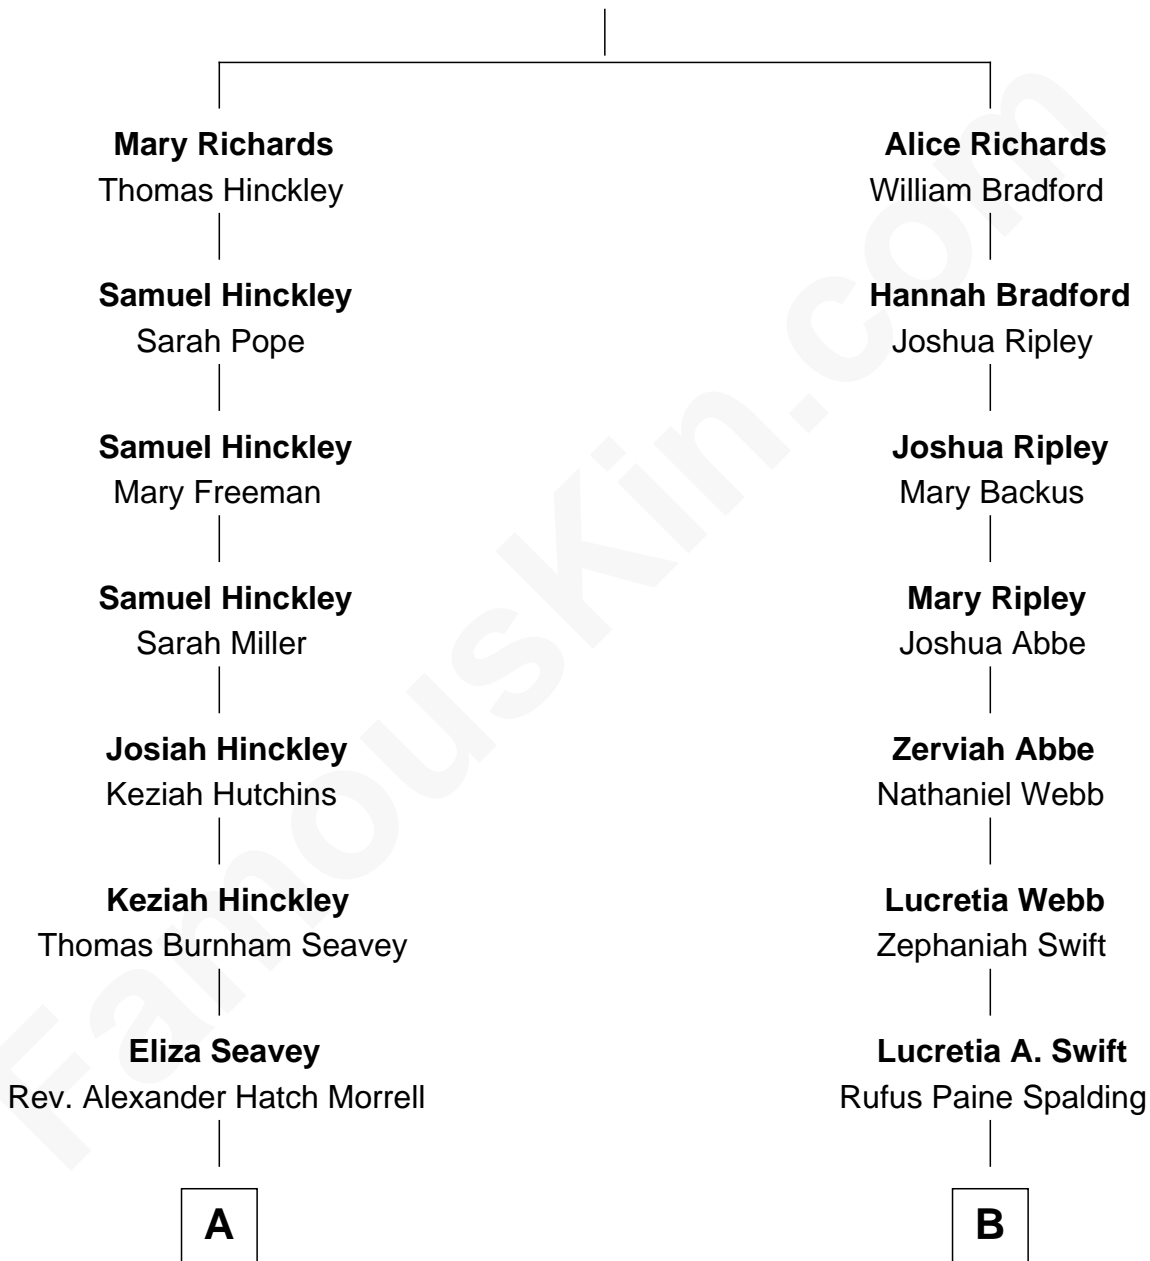 Mary Richards
Thomas Hinckley
Samuel Hinckley
Sarah Pope
Samuel Hinckley
Mary Freeman
Samuel Hinckley
Sarah Miller
Josiah Hinckley
Keziah Hutchins
Keziah Hinckley
Thomas Burnham Seavey
Eliza Seavey
Rev. Alexander Hatch Morrell
A
Alice Richards
William Bradford
Hannah Bradford
Joshua Ripley
Joshua Ripley
Mary Backus
Mary Ripley
Joshua Abbe
Zerviah Abbe
Nathaniel Webb
Lucretia Webb
Zephaniah Swift
Lucretia A. Swift
Rufus Paine Spalding
B
FamousKin.com